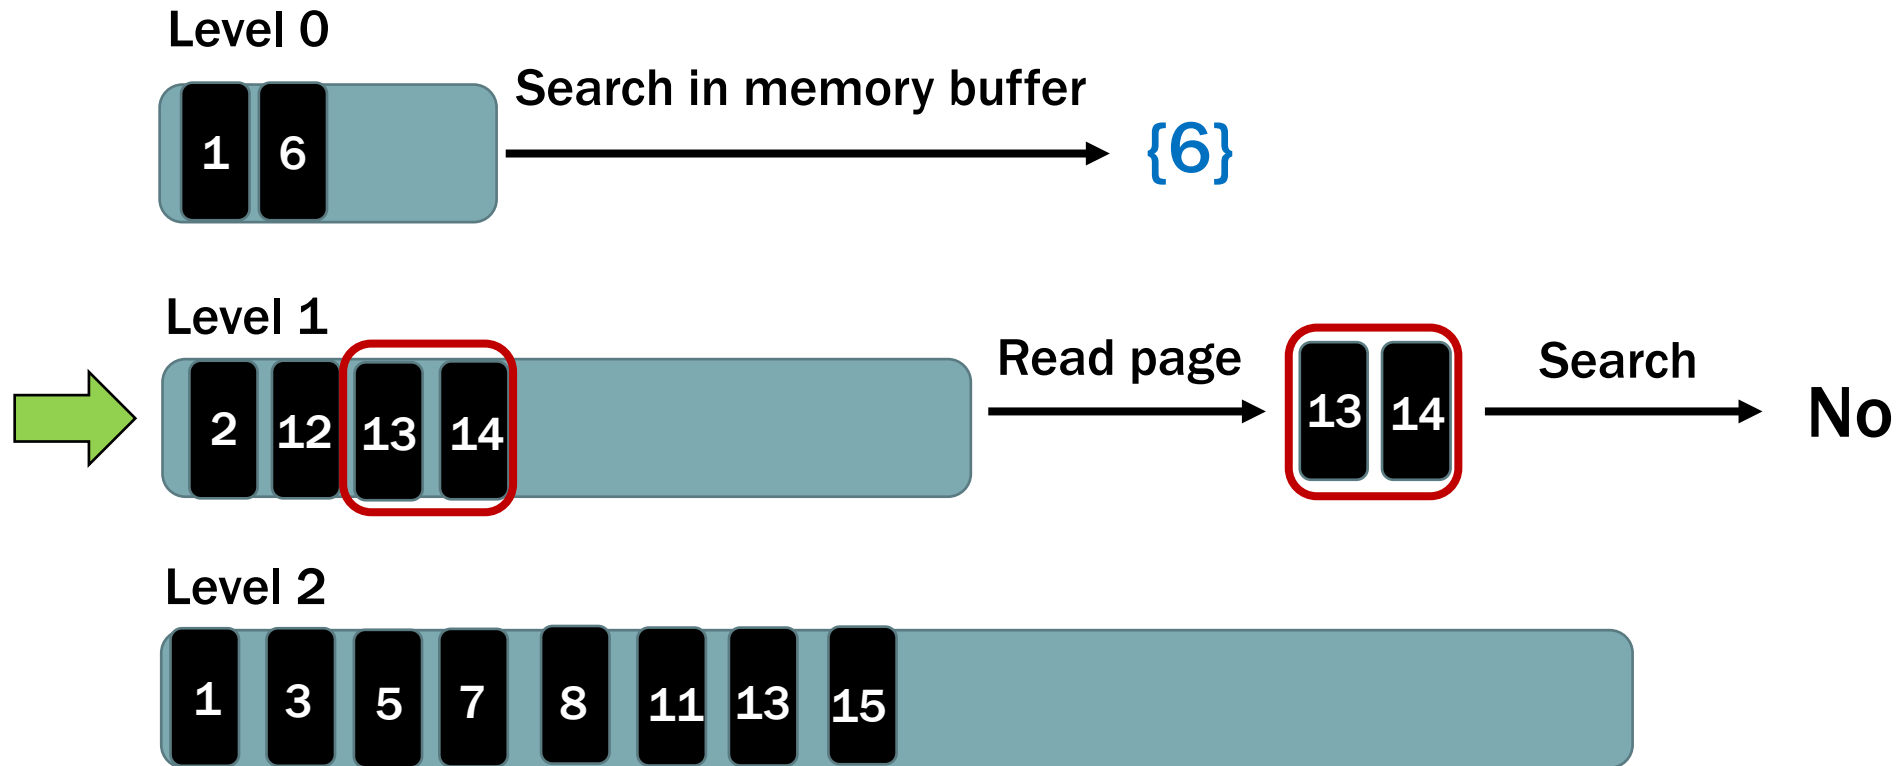 Level 0
1 6
Search in memory buffer
{6}
Level 1
2 12 13 14
Read page
13 14
Search
No
Level 2
1 3 5 7 8 11 13 15